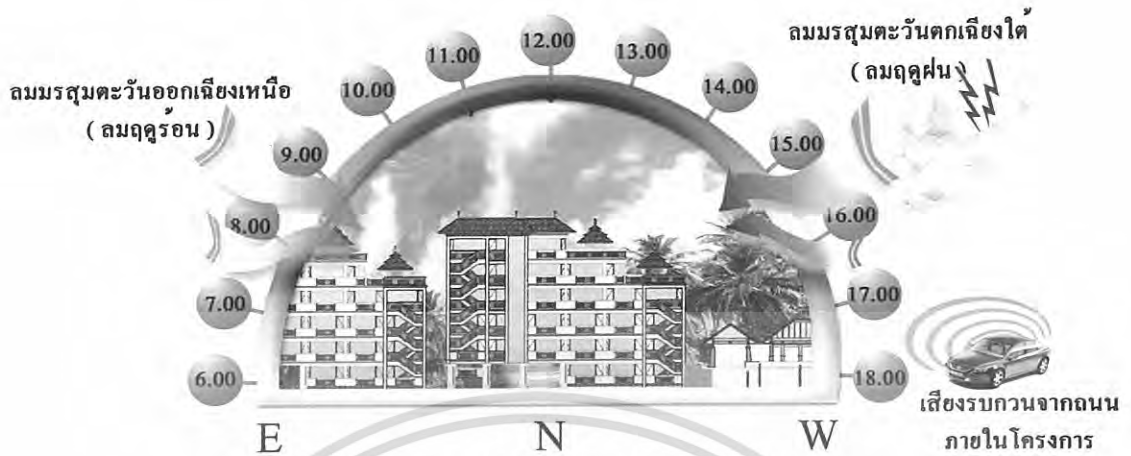 ลมมรสุมตะวันออกเฉียงเหนือ
( ลมฤดูร้อน )
ลมมรสุมตะวันตกเฉียงใต้
( ลมฤดูฝน )
6.00
7.00
8.00
9.00
10.00
11.00
12.00
13.00
14.00
15.00
16.00
17.00
18.00
E
N
W
เสียงรบกวนจากถนน
ภายในโครงการ